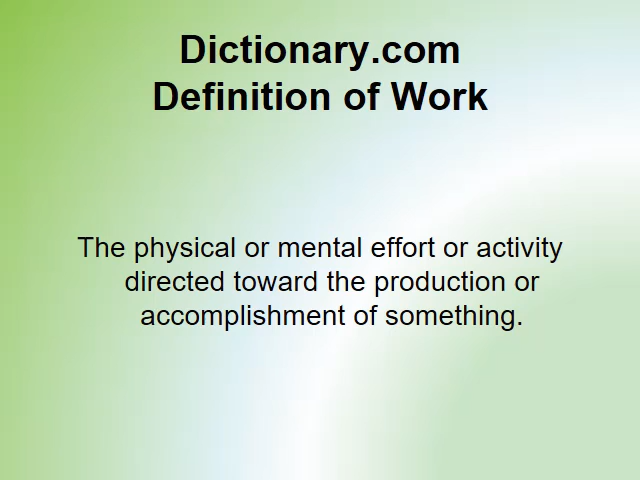 Dictionary.com
Definition of Work
The physical or mental effort or activity
directed toward the production or
accomplishment of something.